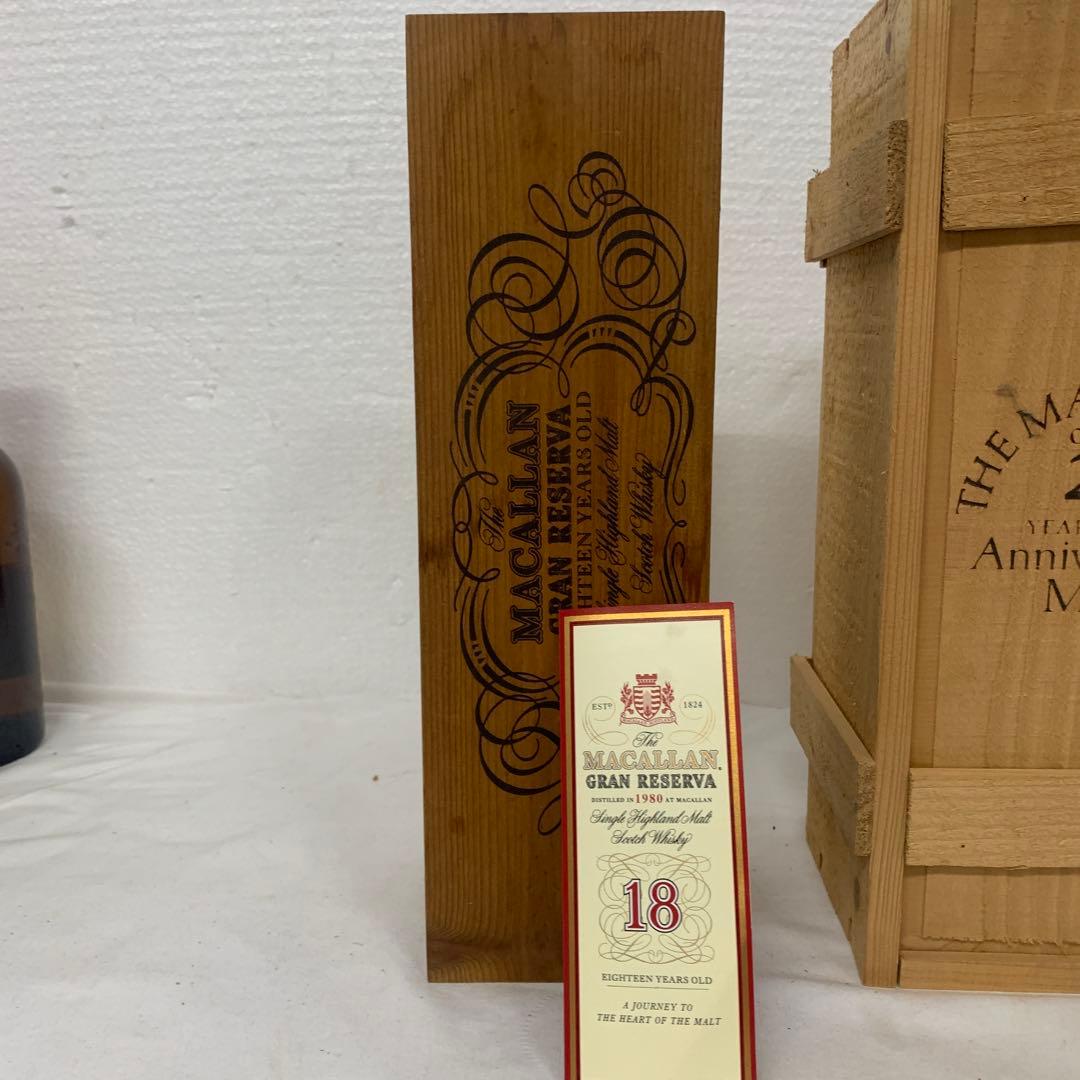 The
MACALLAN
GRAN RESERVA
YEARS OLD
Highland Malt
Scotch Whisky
ESTD 1824
The
MACALLAN.
GRAN RESERVA
DISTILLED IN 1980 AT MACALLAN
Single Highland Malt
Scotch Whisky
18
EIGHTEEN YEARS OLD
A JOURNEY TO
THE HEART OF THE MALT
THE MA
2
YEAR
Anniv
M